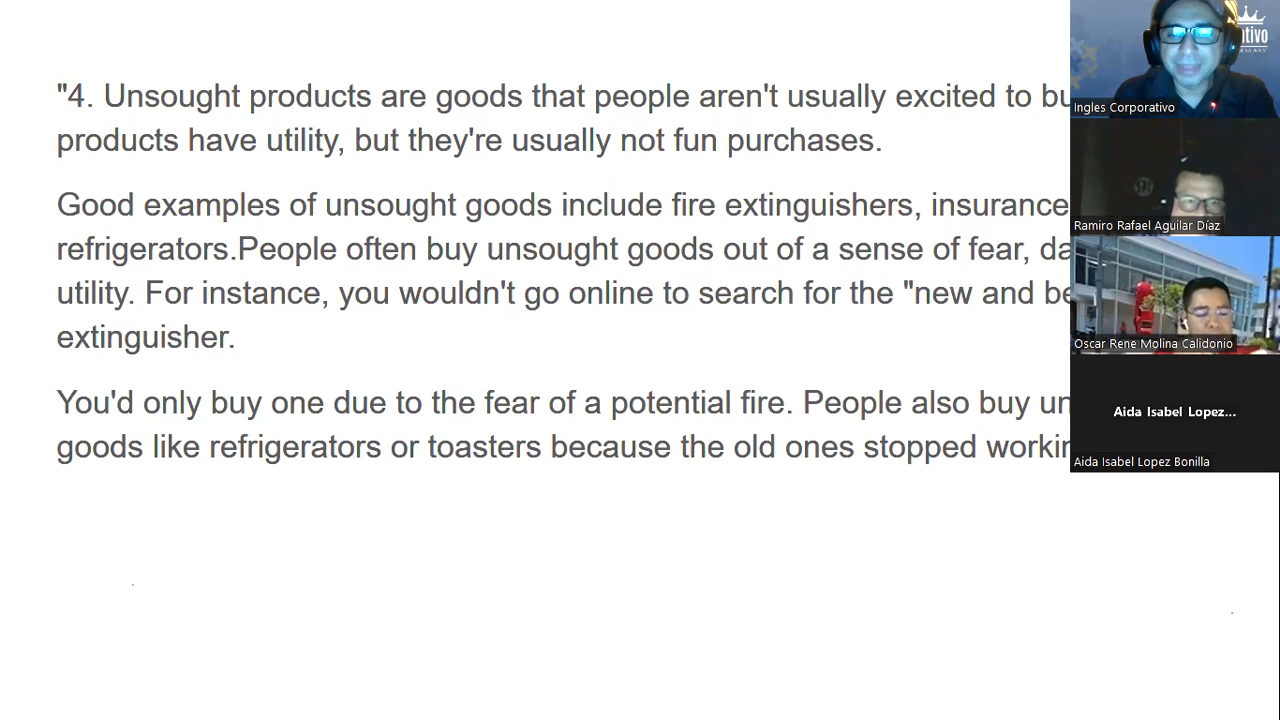 "4. Unsought products are goods that people aren't usually excited to
products have utility, but they're usually not fun purchases.
Good examples of unsought goods include fire extinguishers, insurance
refrigerators.People often buy unsought goods out of a sense of fear,
utility. For instance, you wouldn't go online to search for the "new and
extinguisher.
You'd only buy one due to the fear of a potential fire. People also buy
goods like refrigerators or toasters because the old ones stopped
Ingles Corporativo
Ramiro Rafael Aguilar Díaz
Oscar Rene Molina Calidonio
Aida Isabel Lopez...
Aida Isabel Lopez Bonilla